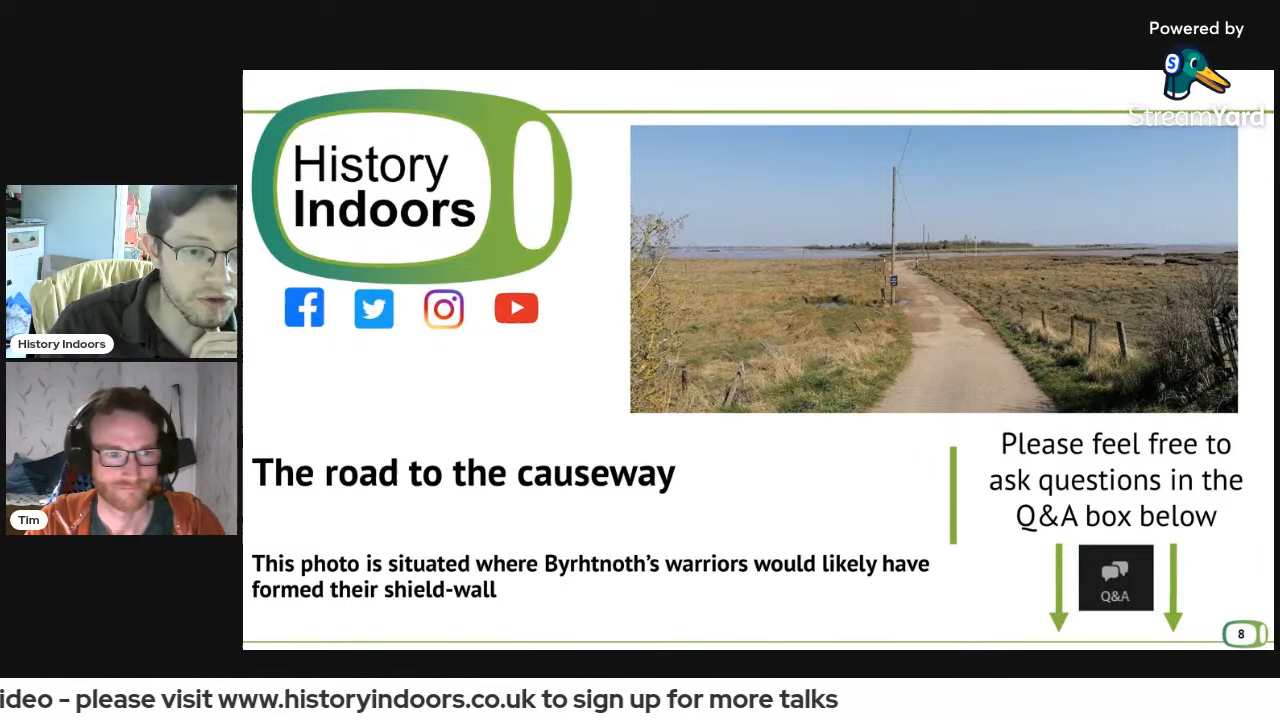 Powered by
StreamYard
History
Indoors
History Indoors
Tim
The road to the causeway
This photo is situated where Byrhtnoth's warriors would likely have
formed their shield-wall
Please feel free to
ask questions in the
Q&A box below
Q&A
8
ideo - please visit www.historyindoors.co.uk to sign up for more talks